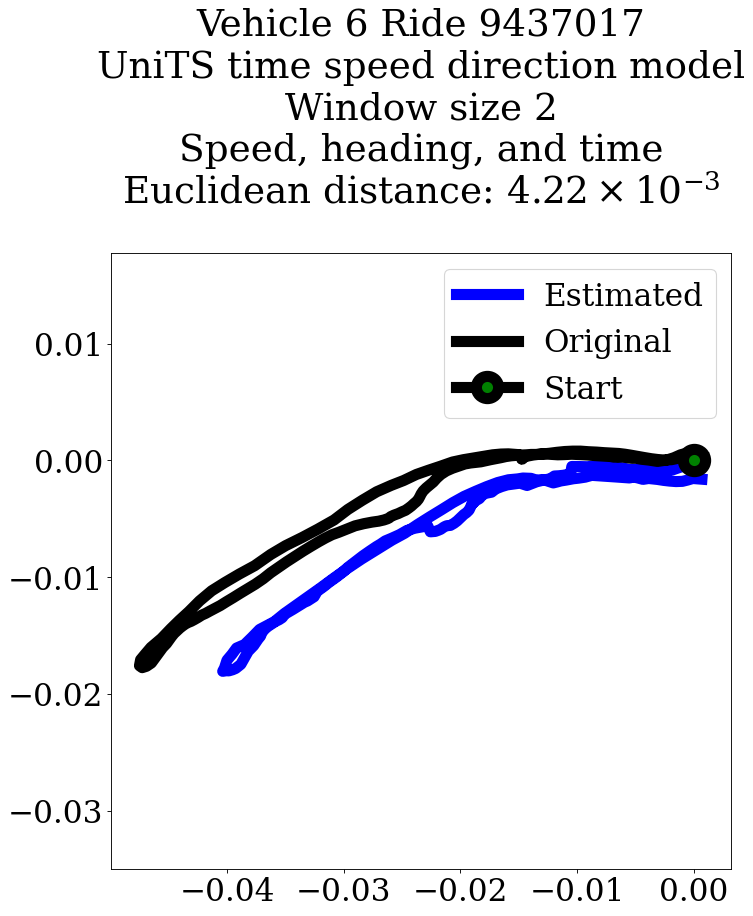 Vehicle 6 Ride 9437017
UniTS time speed direction model
Window size 2
Speed, heading, and time
Euclidean distance: 4.22 × 10⁻³
Estimated
Original
Start
0.01
0.00
−0.01
−0.02
−0.03
−0.04 −0.03 −0.02 −0.01 0.00